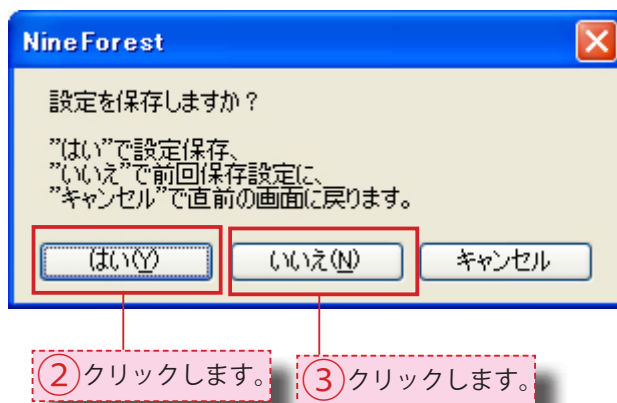 NineForest
設定を保存しますか？
”はい”で設定保存、
”いいえ”で前回保存設定に、
”キャンセル”で直前の画面に戻ります。
はい(Y) いいえ(N) キャンセル
②クリックします。 ③クリックします。